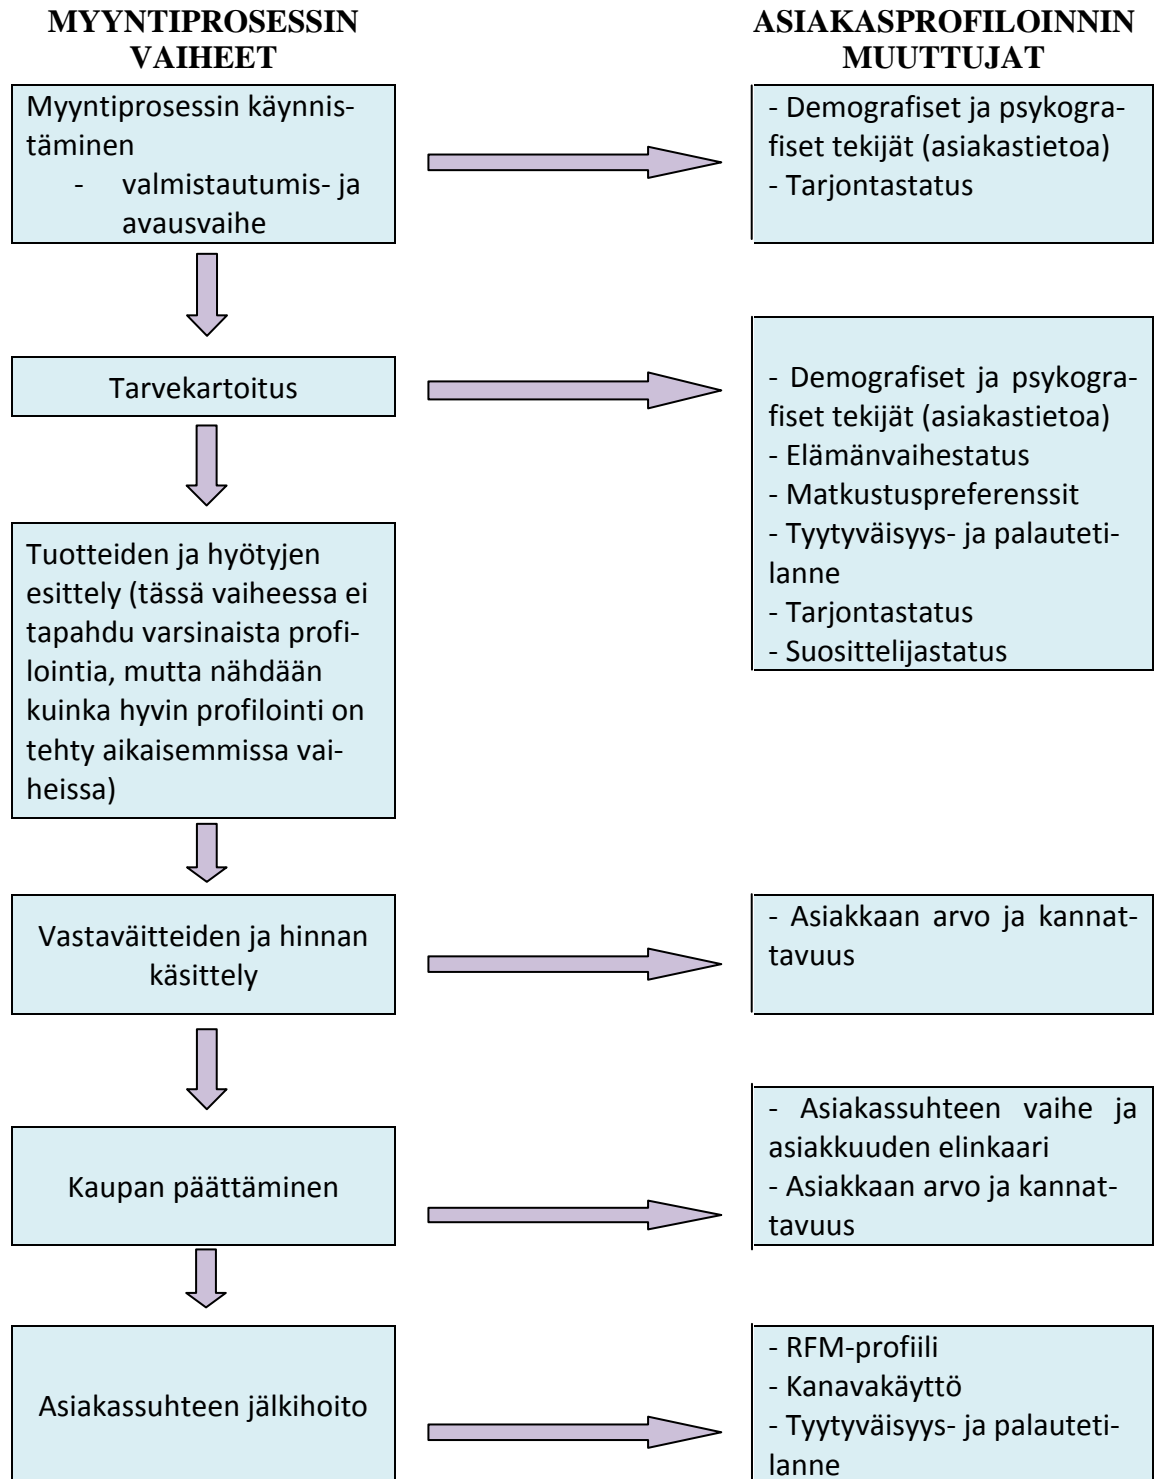 MYYNTIPROSESSIN
VAIHEET
ASIAKASPROFILOINNIN
MUUTTUJAT
Myyntiprosessin käynnis-
täminen
- valmistautumis- ja
avausvaihe
- Demografiset ja psykogra-
fiset tekijät (asiakastietoa)
- Tarjontastatus
Tarvekartoitus
- Demografiset ja psykogra-
fiset tekijät (asiakastietoa)
- Elämänvaihestatus
- Matkustuspreferenssit
- Tyytyväisyys- ja palauteti-
lanne
- Tarjontastatus
- Suosittelijastatus
Tuotteiden ja hyötyjen
esittely (tässä vaiheessa ei
tapahdu varsinaista profi-
lointia, mutta nähdään
kuinka hyvin profilointi on
tehty aikaisemmissa vai-
heissa)
Vastaväitteiden ja hinnan
käsittely
- Asiakkaan arvo ja kannat-
tavuus
Kaupan päättäminen
- Asiakassuhteen vaihe ja
asiakkuuden elinkaari
- Asiakkaan arvo ja kannat-
tavuus
Asiakassuhteen jälkihoito
- RFM-profiili
- Kanavakäyttö
- Tyytyväisyys- ja palauteti-
lanne